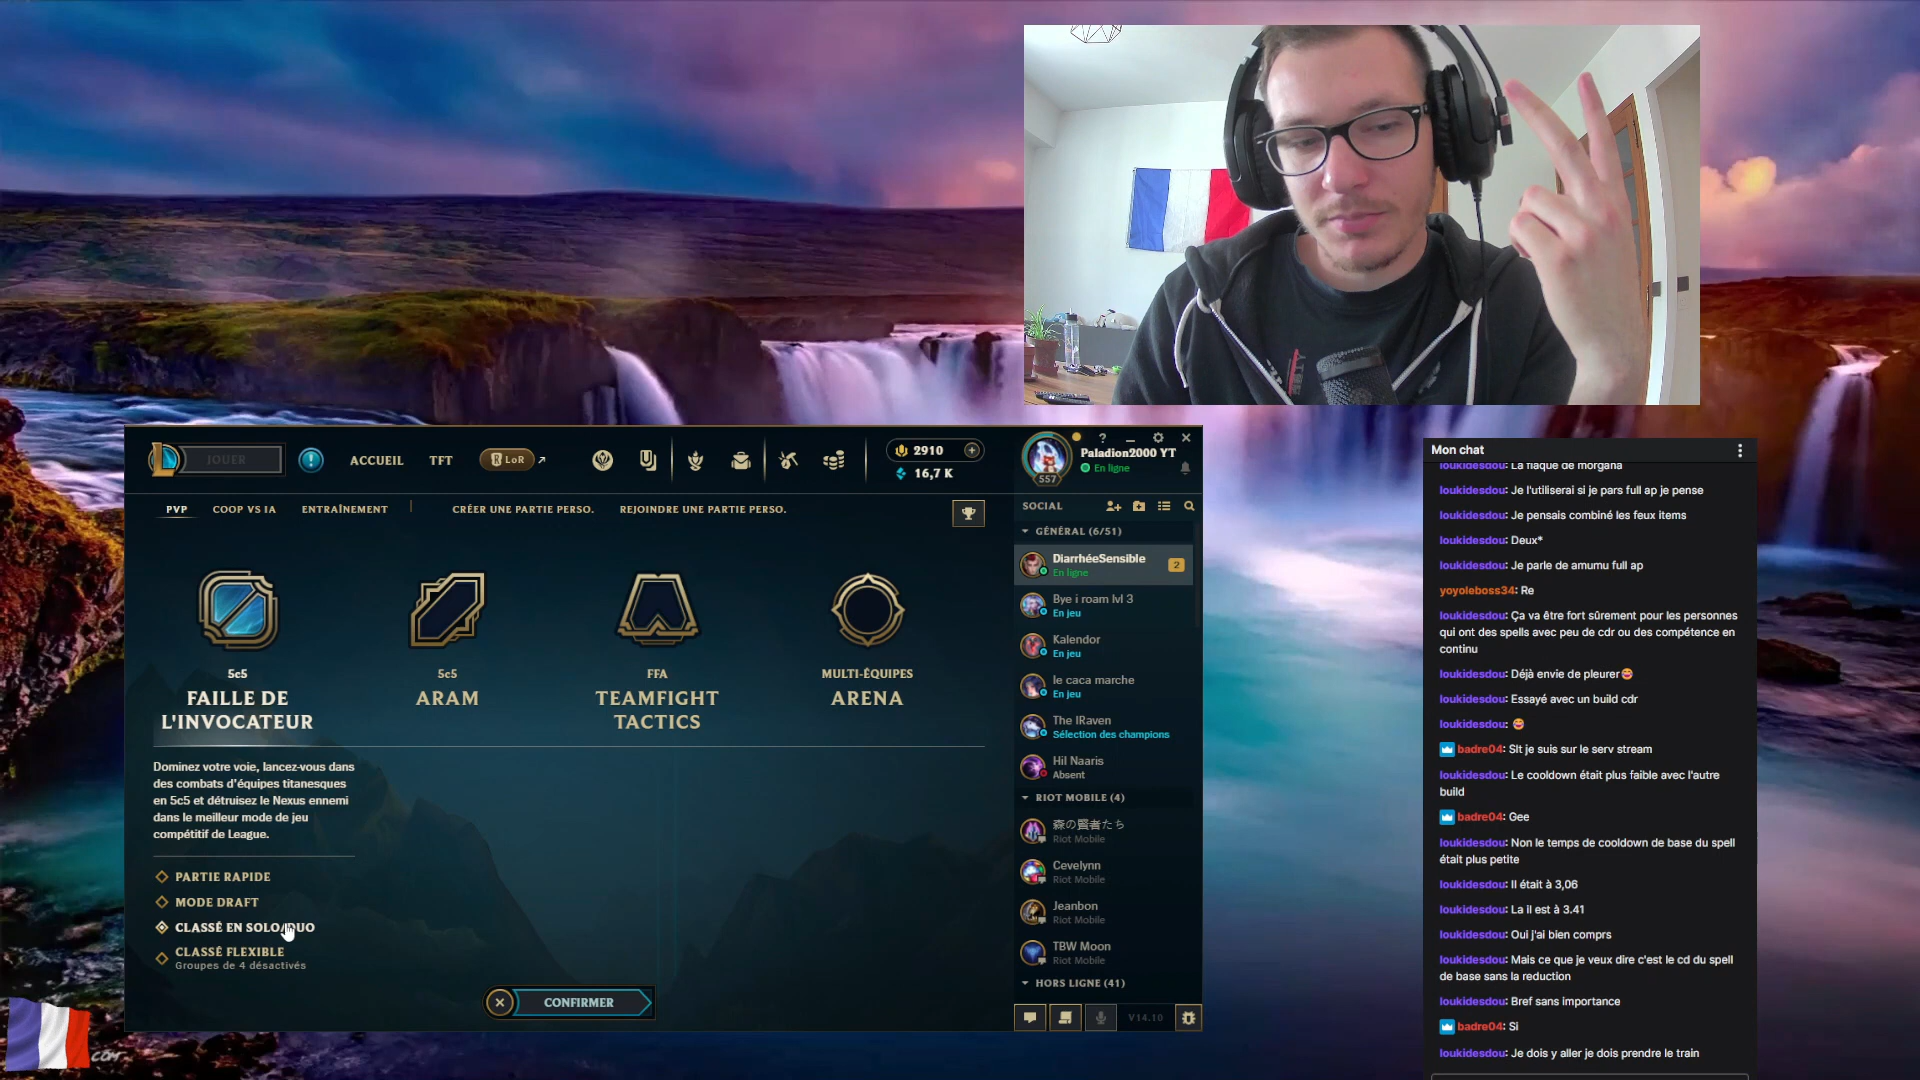 JOUER
ACCUEIL
TFT
LoR
2910
16,7 K
557
Paladion2000 YT
En ligne
PVP
COOP VS IA
ENTRAÎNEMENT
CRÉER UNE PARTIE PERSO.
REJOINDRE UNE PARTIE PERSO.
5c5
FAILLE DE
L'INVOCATEUR
5c5
ARAM
FFA
TEAMFIGHT
TACTICS
MULTI-ÉQUIPES
ARENA
Dominez votre voie, lancez-vous dans
des combats d'équipes titanesques
en 5c5 et détruisez le Nexus ennemi
dans le meilleur mode de jeu
compétitif de League.
PARTIE RAPIDE
MODE DRAFT
CLASSÉ EN SOLO/DUO
CLASSÉ FLEXIBLE
Groupes de 4 désactivés
CONFIRMER
SOCIAL
GÉNÉRAL (6/51)
DiarrhéeSensible
En ligne
2
Bye i roam lvl 3
En jeu
Kalendor
En jeu
le caca marche
En jeu
The IRaven
Sélection des champions
Hil Naaris
Absent
RIOT MOBILE (4)
森の賢者たち
Riot Mobile
Cevelynn
Riot Mobile
Jeanbon
Riot Mobile
TBW Moon
Riot Mobile
HORS LIGNE (41)
V14.10
Mon chat
loukidesdou: La flaque de morgana
loukidesdou: Je l'utiliserai si je pars full ap je pense
loukidesdou: Je pensais combiné les feux items
loukidesdou: Deux*
loukidesdou: Je parle de amumu full ap
yoyoleboss34: Re
loukidesdou: Ça va être fort sûrement pour les personnes
qui ont des spells avec peu de cdr ou des compétence en
continu
loukidesdou: Déjà envie de pleurer😂
loukidesdou: Essayé avec un build cdr
loukidesdou: 😂
badre04: Slt je suis sur le serv stream
loukidesdou: Le cooldown était plus faible avec l'autre
build
badre04: Gee
loukidesdou: Non le temps de cooldown de base du spell
était plus petite
loukidesdou: Il était à 3,06
loukidesdou: La il est à 3.41
loukidesdou: Oui j'ai bien comprs
loukidesdou: Mais ce que je veux dire c'est le cd du spell
de base sans la reduction
loukidesdou: Bref sans importance
badre04: Si
loukidesdou: Je dois y aller je dois prendre le train